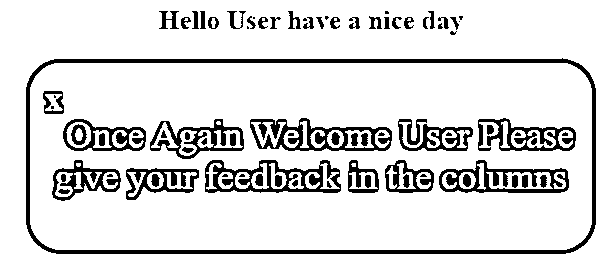 Hello User have a nice day
x
Once Again Welcome User Please
give your feedback in the columns